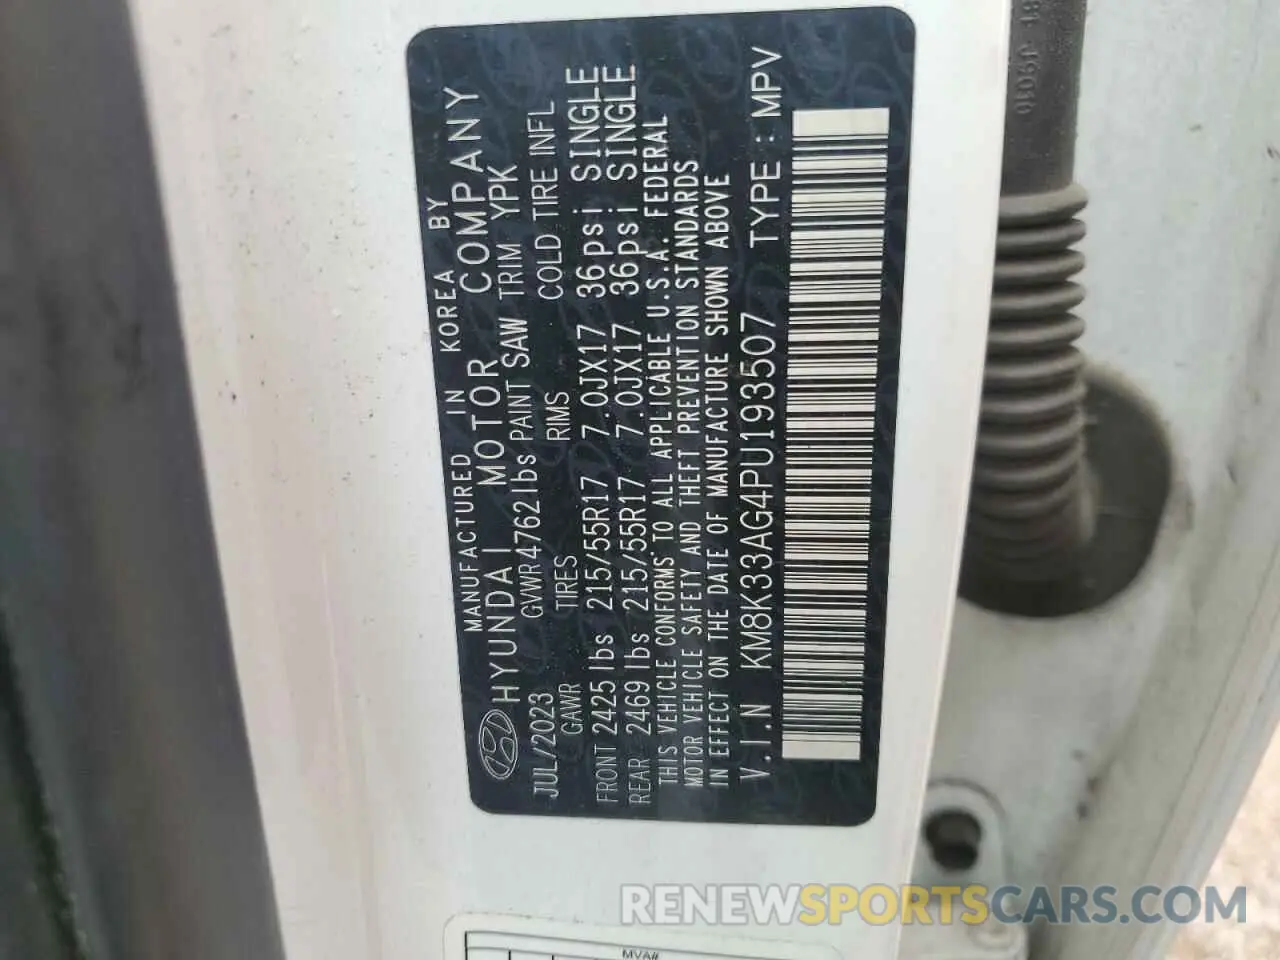 MANUFACTURED IN KOREA BY
HYUNDAI MOTOR COMPANY
JUL/2023 GVWR4762lbs PAINT SAW TRIM YPK
GAWR TIRES RIMS COLD TIRE INFL
FRONT 2425 lbs 215/55R17 7.0JX17 36psi SINGLE
REAR 2469 lbs 215/55R17 7.0JX17 36psi SINGLE
THIS VEHICLE CONFORMS TO ALL APPLICABLE U.S.A. FEDERAL
MOTOR VEHICLE SAFETY AND THEFT PREVENTION STANDARDS
IN EFFECT ON THE DATE OF MANUFACTURE SHOWN ABOVE
V.I.N KM8K33AG4PU193507 TYPE : MPV
MVA#
RENEWSPORTSCARS.COM